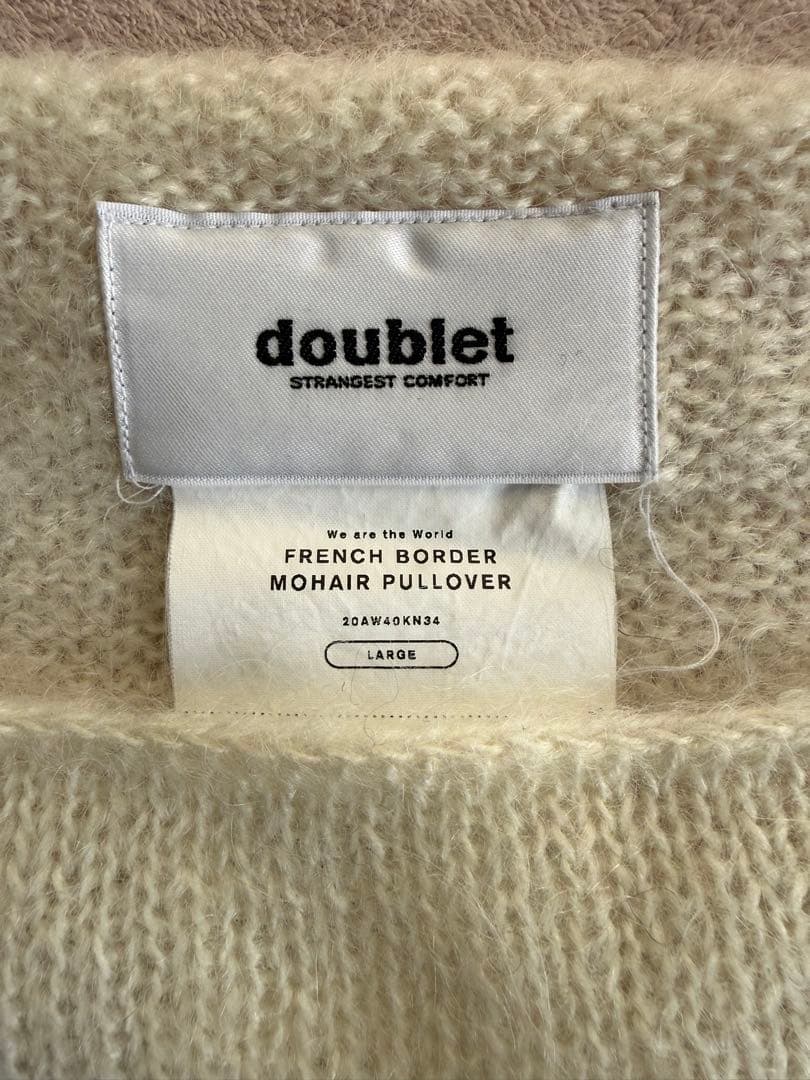 doublet
STRANGEST COMFORT
We are the World
FRENCH BORDER
MOHAIR PULLOVER
20AW40KN34
LARGE